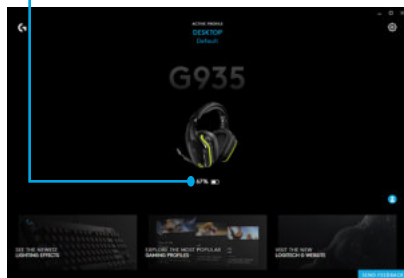 ACTIVE PROFILE
DESKTOP
Default
G935
67%
SEE THE NEWEST
LIGHTING EFFECTS
EXPLORE THE MOST POPULAR
GAMING PROFILES
VISIT THE NEW
LOGITECH G WEBSITE
SEND FEEDBACK